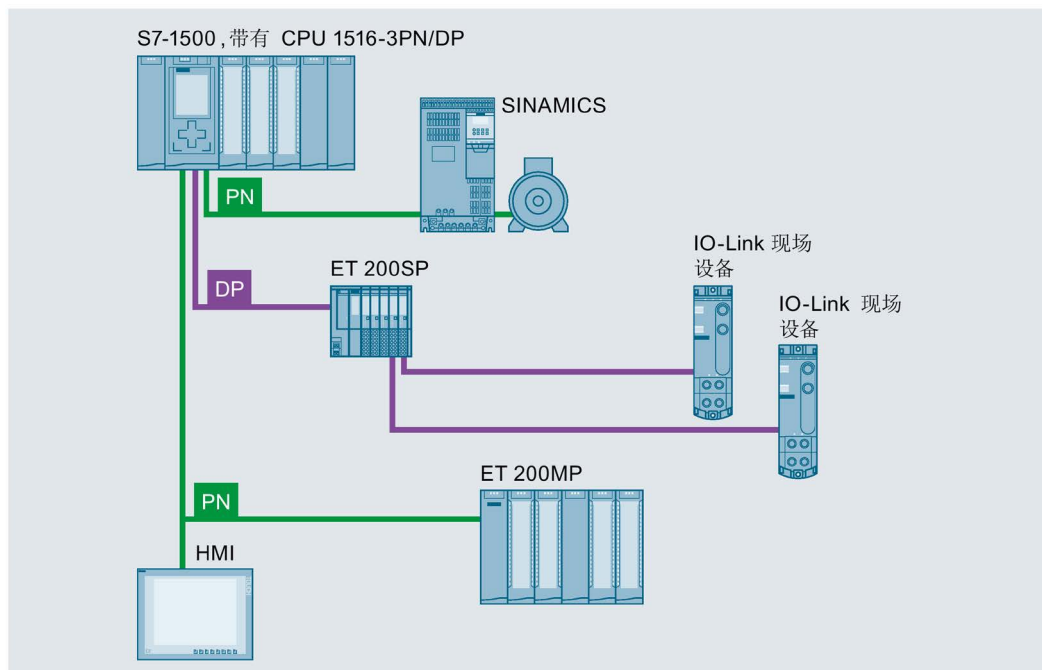 S7-1500 , 带有 CPU 1516-3PN/DP
SINAMICS
PN
IO-Link 现场
设备
ET 200SP
DP
IO-Link 现场
设备
ET 200MP
PN
HMI